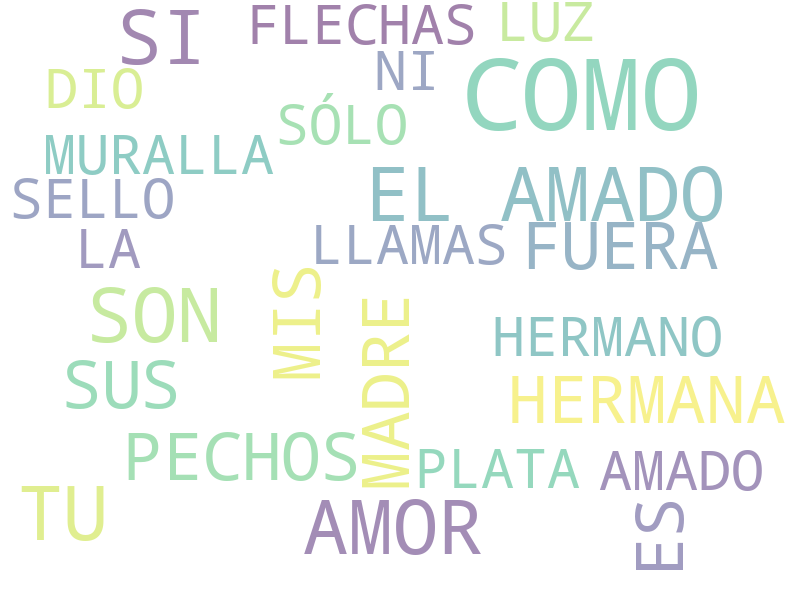 SI
FLECHAS
LUZ
NI
DIO
COMO
SÓLO
MURALLA
EL AMADO
SELLO
LA
LLAMAS
FUERA
SON
MIS
MADRE
HERMANO
SUS
HERMANA
PECHOS
PLATA
AMADO
TU
AMOR
ES